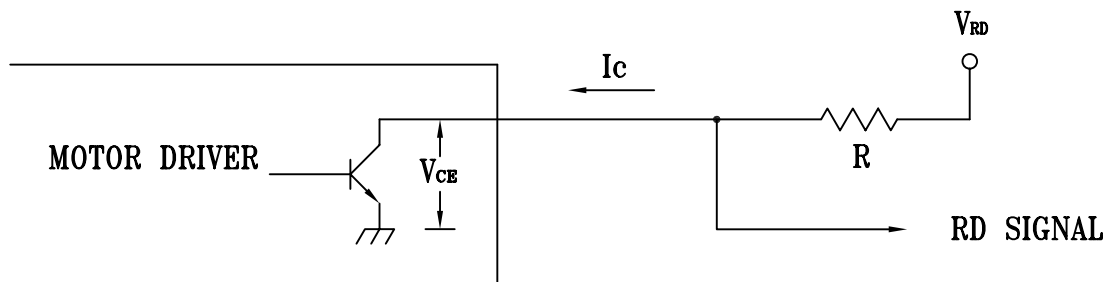 V_RD
Ic
MOTOR DRIVER
V_CE
R
RD SIGNAL